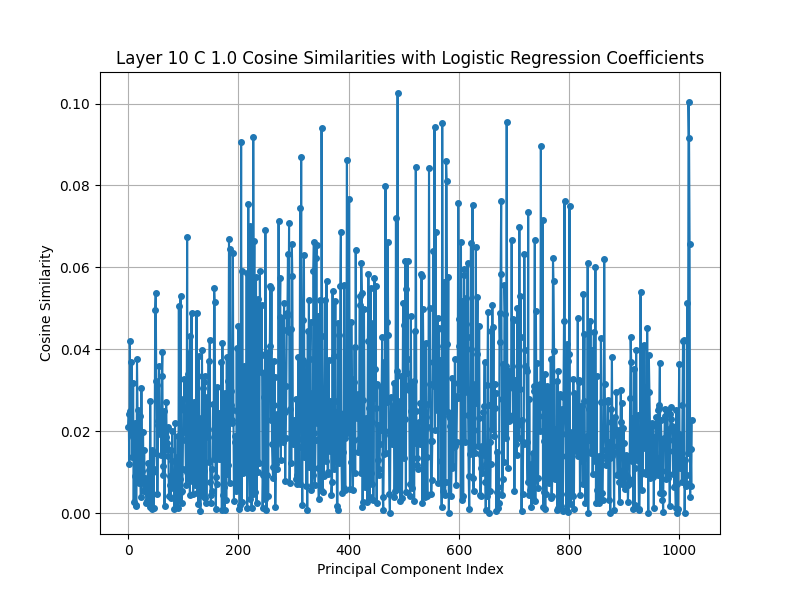 Layer 10 C 1.0 Cosine Similarities with Logistic Regression Coefficients
0.10
0.08
0.06
0.04
0.02
0.00
Cosine Similarity
0 200 400 600 800 1000
Principal Component Index